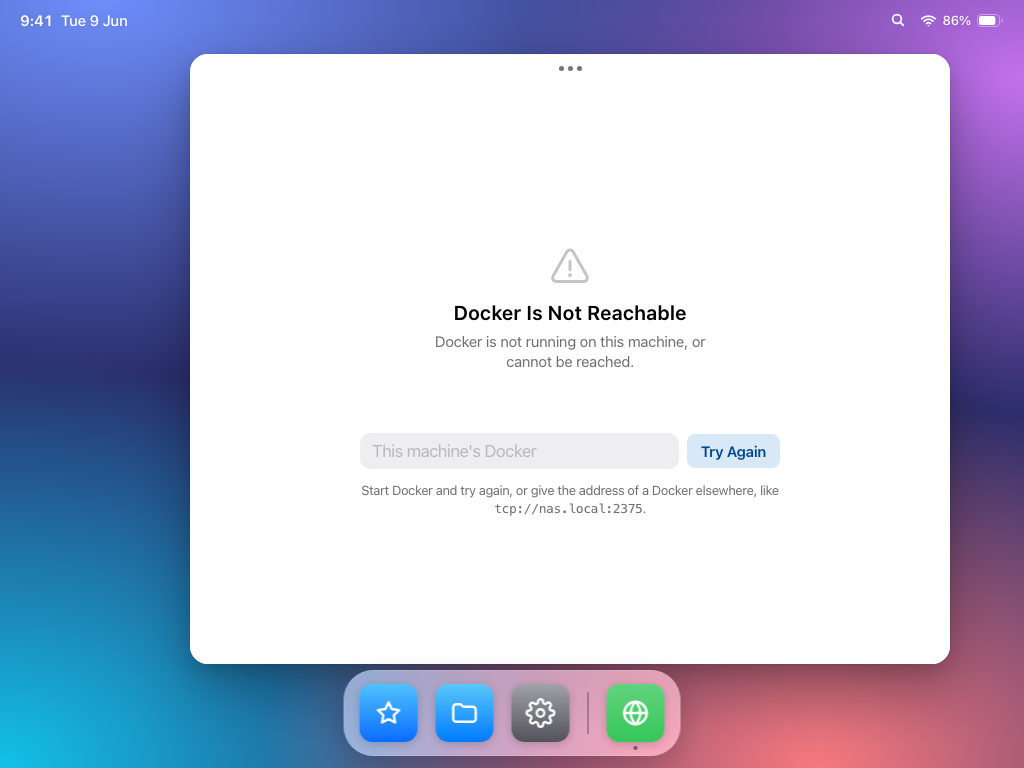 9:41 Tue 9 Jun
86%
Docker Is Not Reachable
Docker is not running on this machine, or
cannot be reached.
This machine's Docker
Try Again
Start Docker and try again, or give the address of a Docker elsewhere, like
tcp://nas.local:2375.